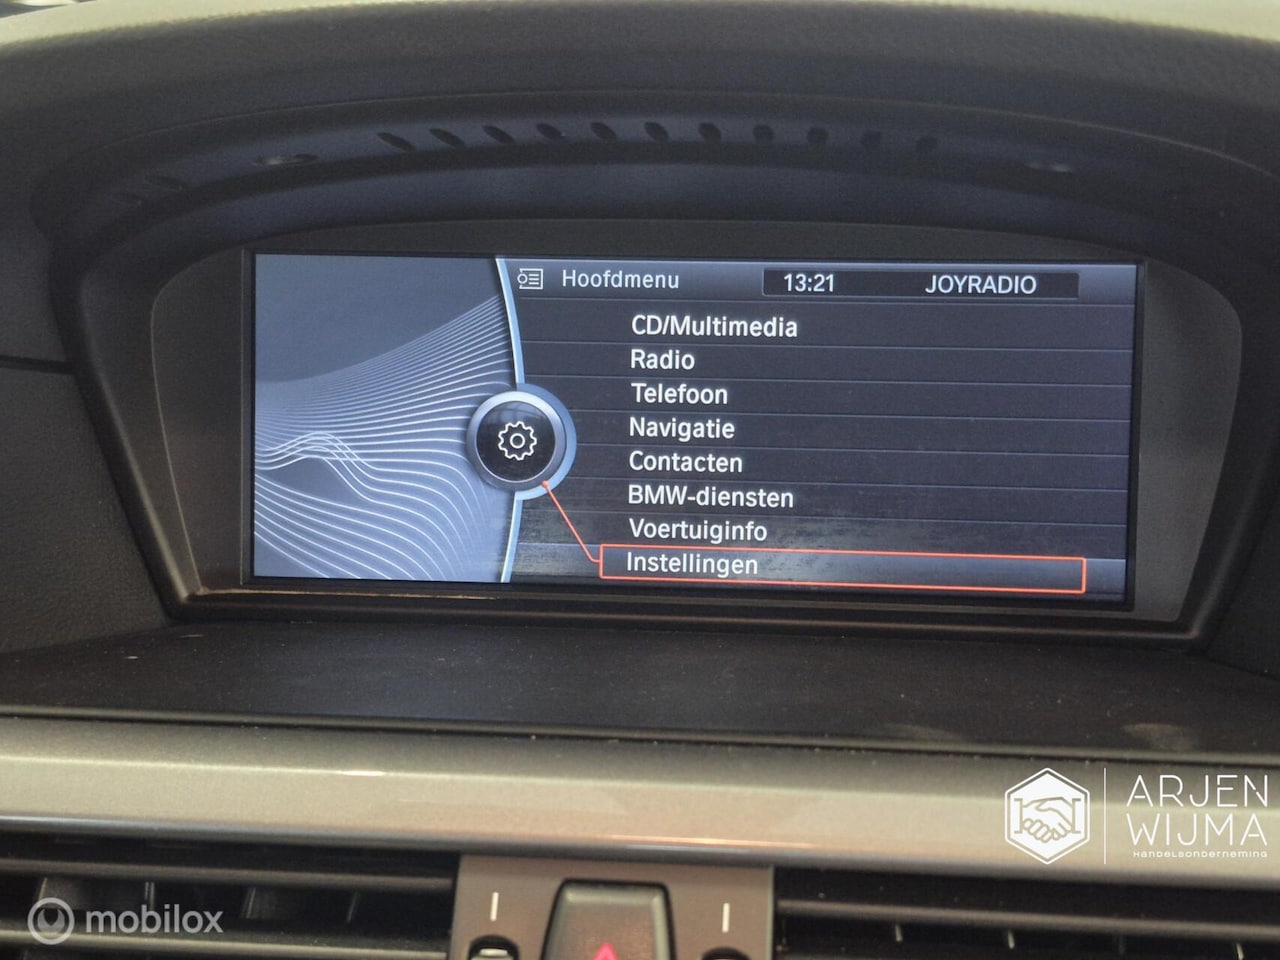 Hoofdmenu 13:21 JOYRADIO
CD/Multimedia
Radio
Telefoon
Navigatie
Contacten
BMW-diensten
Voertuiginfo
Instellingen
ARJEN
WIJMA
HANDELSONDERNEMING
mobilox